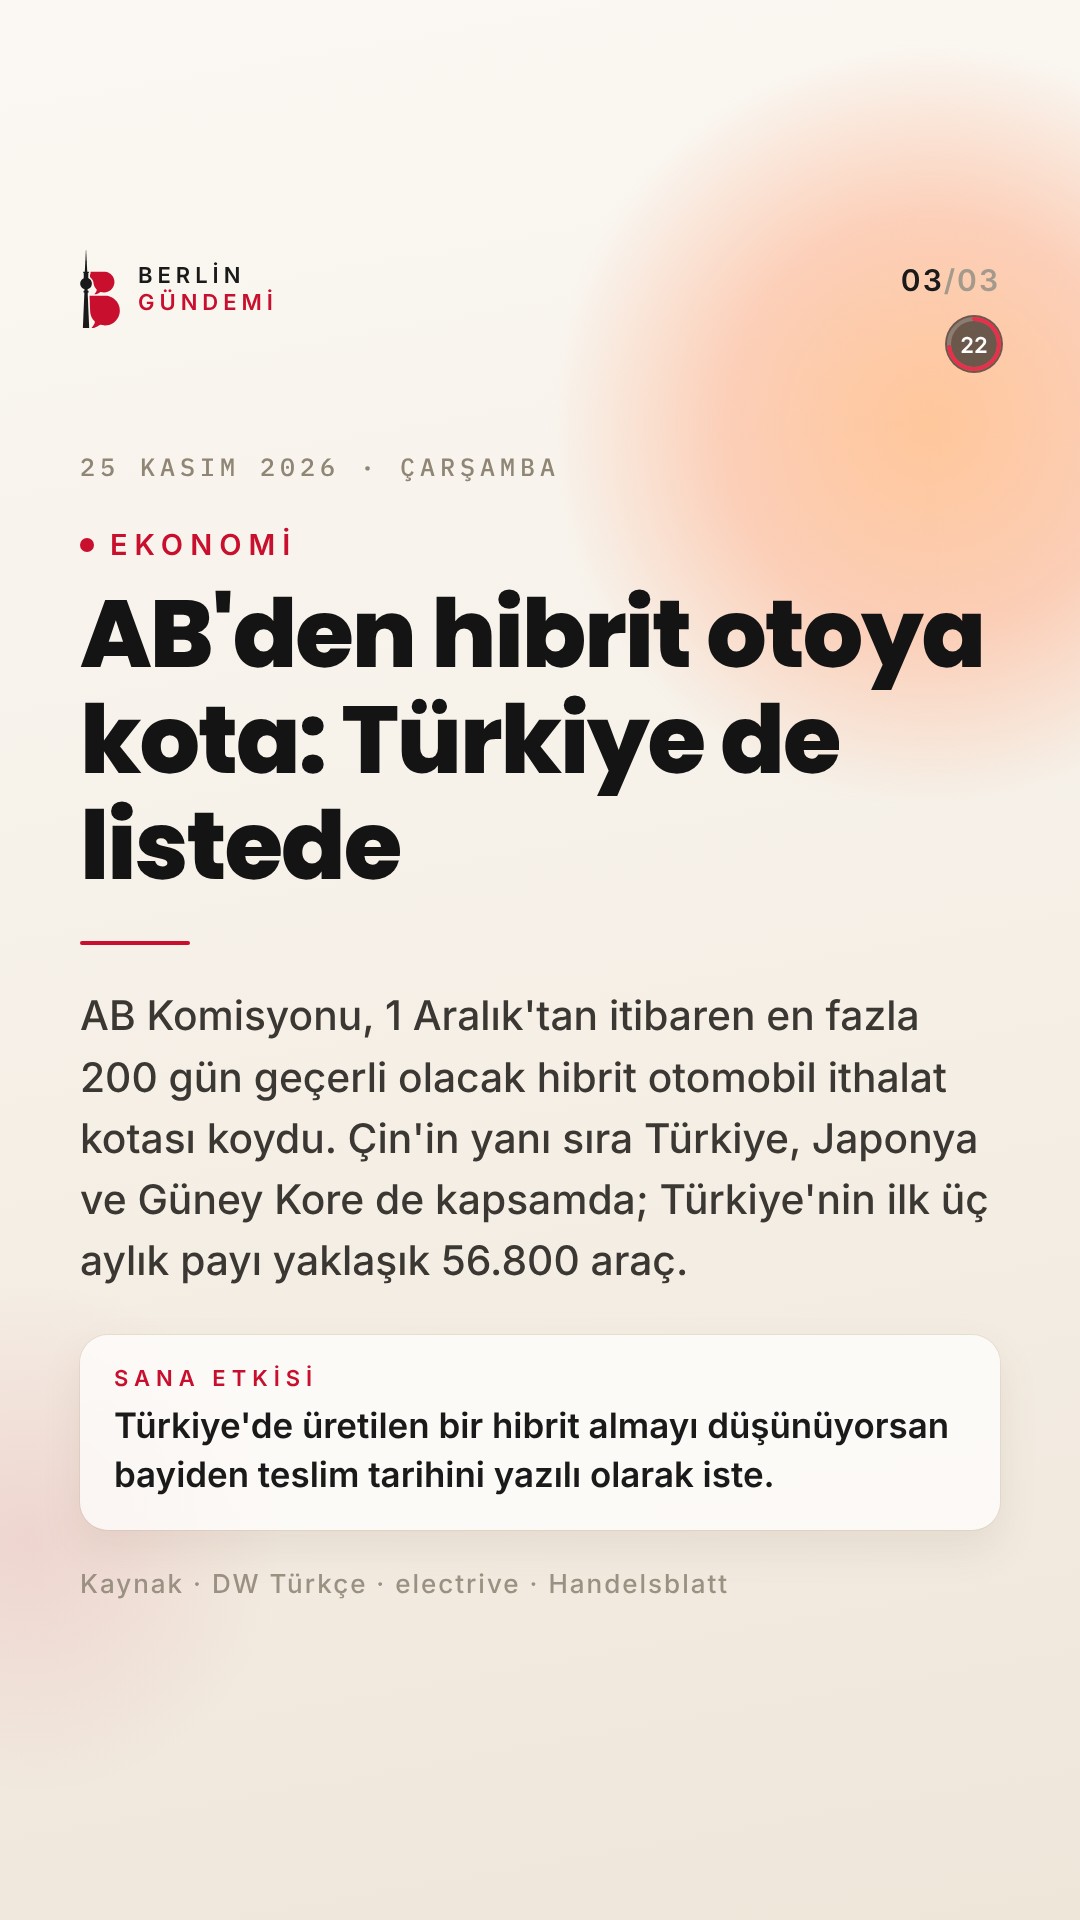 BERLİN
GÜNDEMİ
03/03
22
25 KASIM 2026 · ÇARŞAMBA
EKONOMİ
AB'den hibrit otoya
kota: Türkiye de
listede
AB Komisyonu, 1 Aralık'tan itibaren en fazla
200 gün geçerli olacak hibrit otomobil ithalat
kotası koydu. Çin'in yanı sıra Türkiye, Japonya
ve Güney Kore de kapsamda; Türkiye'nin ilk üç
aylık payı yaklaşık 56.800 araç.
SANA ETKİSİ
Türkiye'de üretilen bir hibrit almayı düşünüyorsan
bayiden teslim tarihini yazılı olarak iste.
Kaynak · DW Türkçe · electrive · Handelsblatt